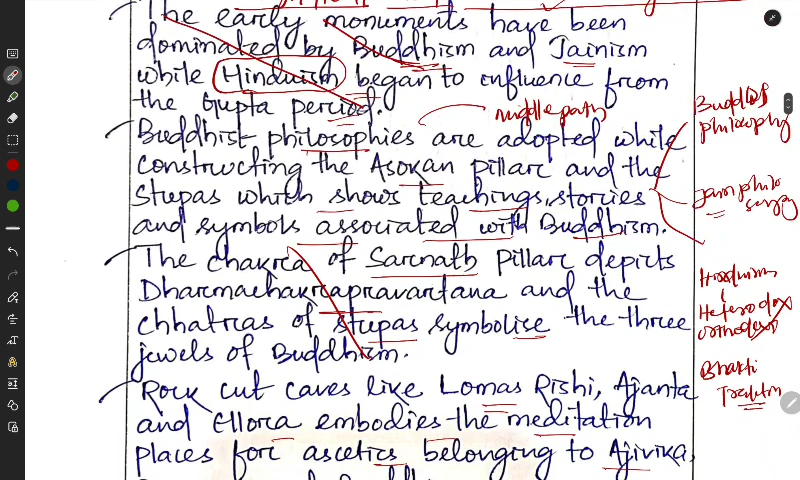 The early monuments have been
dominated by Buddhism and Jainism
while Hinduism began to influence from
the Gupta period.
middle path
Buddhist philosophies are adopted while
constructing the Asokan pillar and the
Stupas which shows teachings, stories
and symbols associated with Buddhism.
The chakra of Sarnath Pillar depicts
Dharmachakrapravartana and the
chhatras of stupas symbolise the three
jewels of Buddhism.
Rock cut caves like Lomas Rishi, Ajanta
and Ellora embodies the meditation
places for ascetics belonging to Ajivika,
philosophy
Jain philo
Hinduism
Heterodox
Bhakti
Tradition